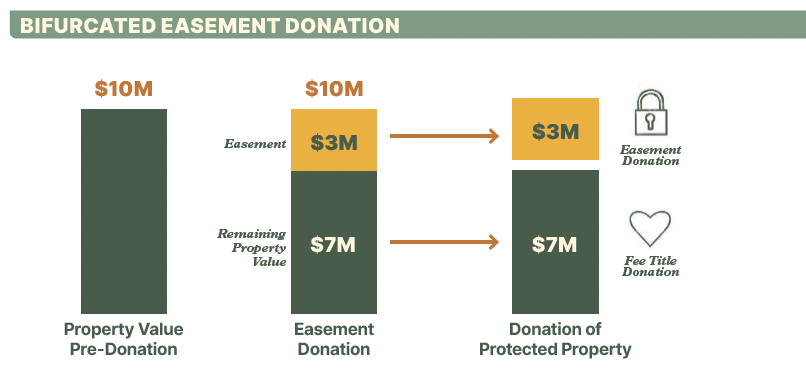 BIFURCATED EASEMENT DONATION
$10M
$10M
Easement
$3M
$3M
Easement
Donation
Remaining
Property
Value
$7M
$7M
Fee Title
Donation
Property Value
Pre-Donation
Easement
Donation
Donation of
Protected Property